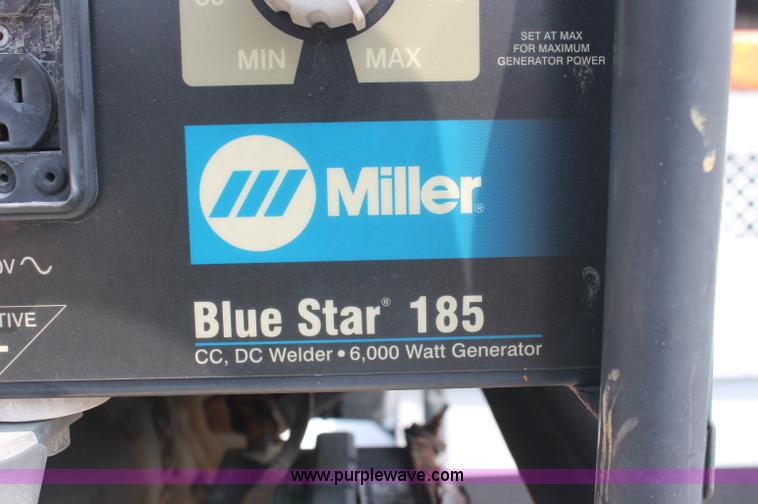 MIN MAX
SET AT MAX
FOR MAXIMUM
GENERATOR POWER
Miller®
Blue Star® 185
CC, DC Welder • 6,000 Watt Generator
www.purplewave.com